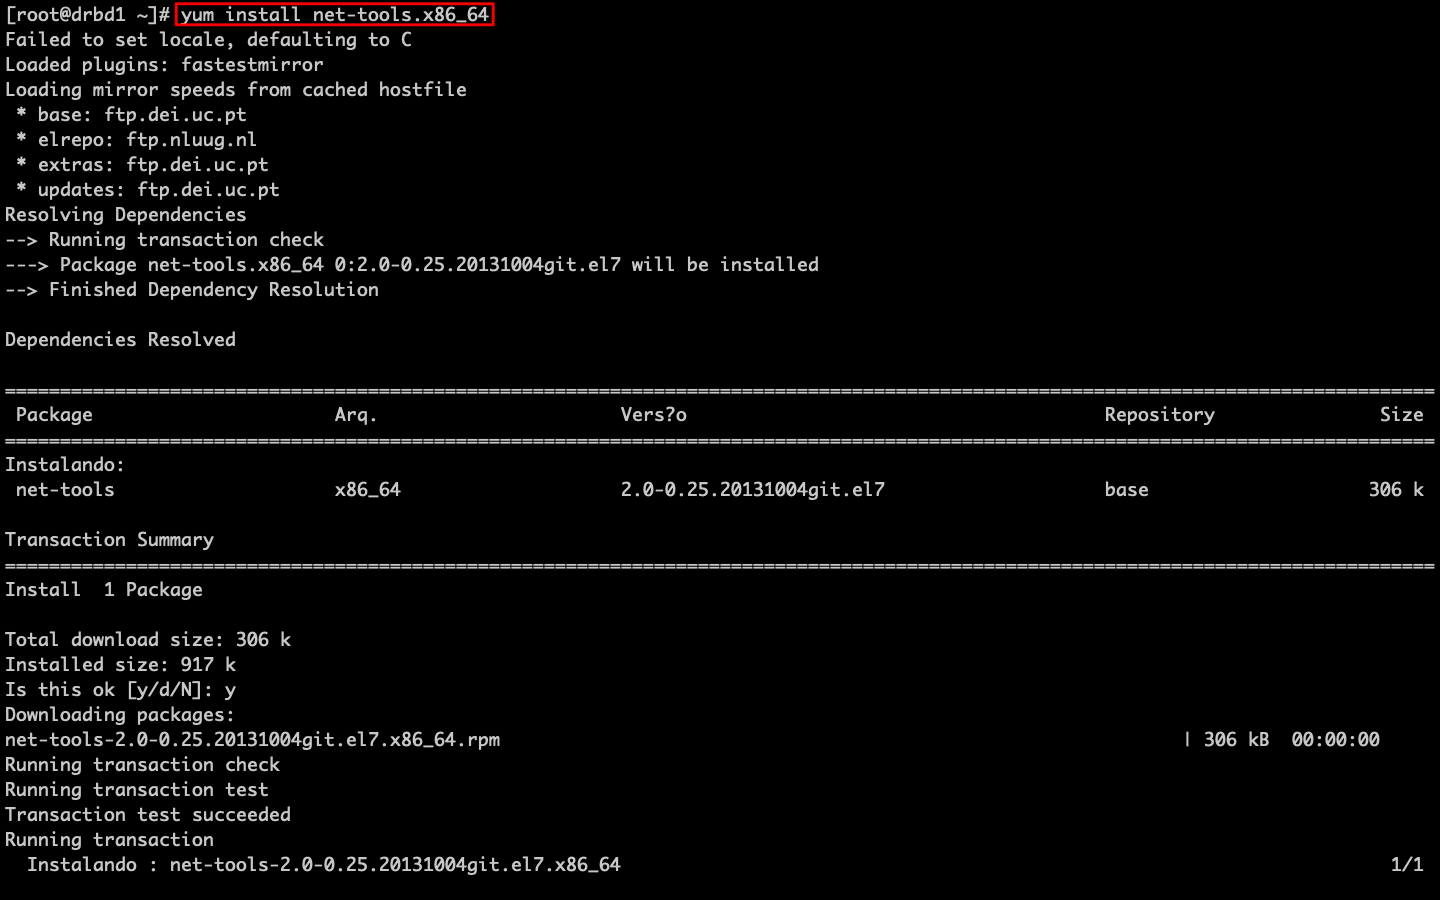 [root@drbd1 ~]# yum install net-tools.x86_64
Failed to set locale, defaulting to C
Loaded plugins: fastestmirror
Loading mirror speeds from cached hostfile
 * base: ftp.dei.uc.pt
 * elrepo: ftp.nluug.nl
 * extras: ftp.dei.uc.pt
 * updates: ftp.dei.uc.pt
Resolving Dependencies
--> Running transaction check
---> Package net-tools.x86_64 0:2.0-0.25.20131004git.el7 will be installed
--> Finished Dependency Resolution

Dependencies Resolved

==================================================================================================================================
 Package                      Arq.                      Vers?o                                      Repository               Size
==================================================================================================================================
Instalando:
 net-tools                    x86_64                    2.0-0.25.20131004git.el7                    base                    306 k

Transaction Summary
==================================================================================================================================
Install  1 Package

Total download size: 306 k
Installed size: 917 k
Is this ok [y/d/N]: y
Downloading packages:
net-tools-2.0-0.25.20131004git.el7.x86_64.rpm                                                              | 306 kB  00:00:00
Running transaction check
Running transaction test
Transaction test succeeded
Running transaction
  Instalando : net-tools-2.0-0.25.20131004git.el7.x86_64                                                                      1/1